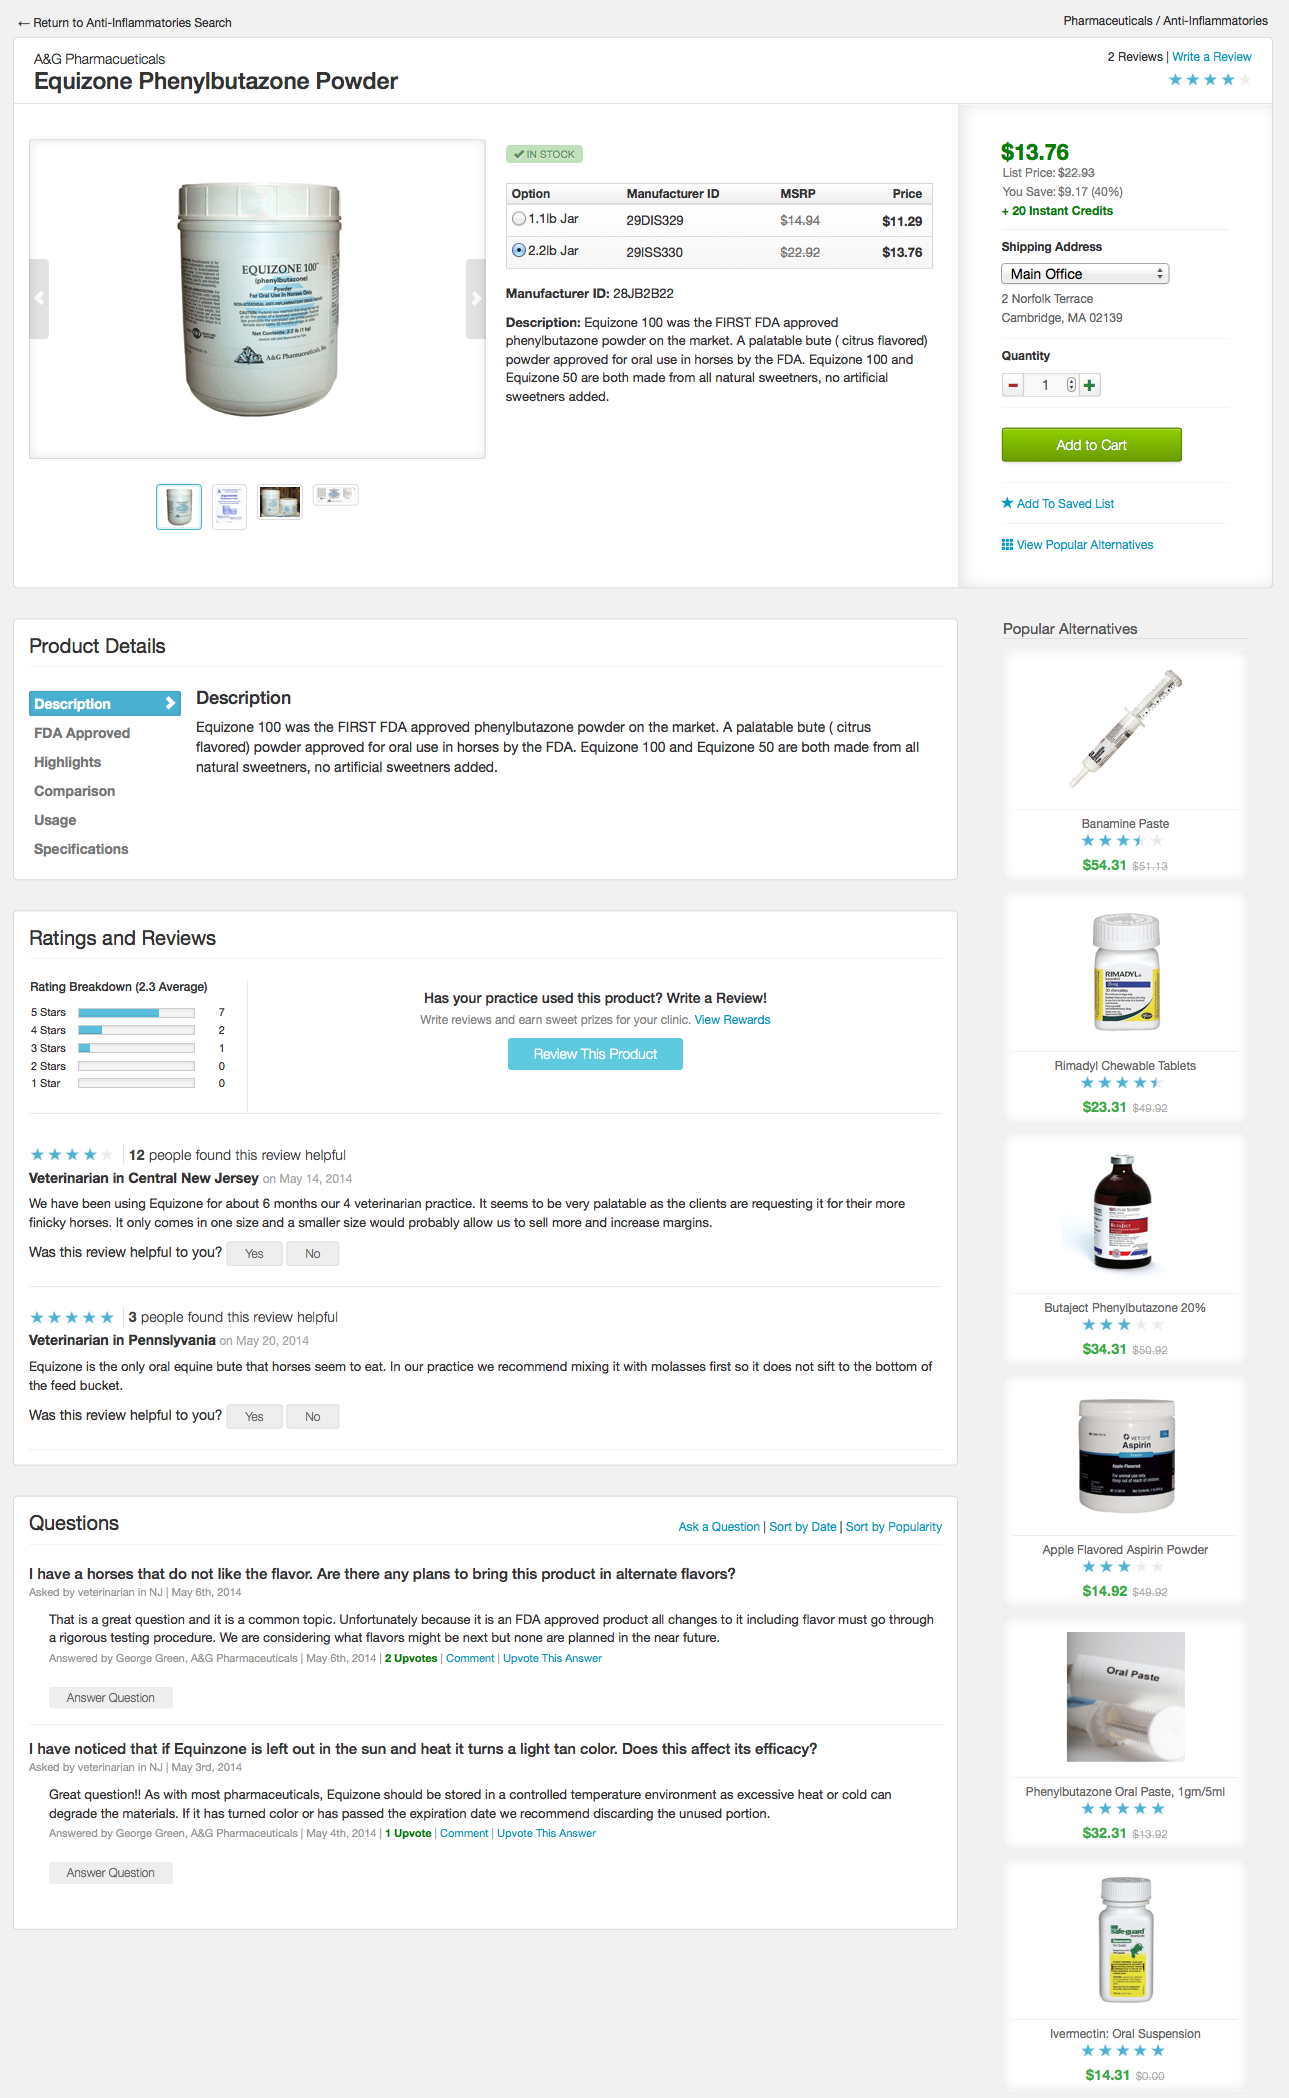 ← Return to Anti-Inflammatories Search
Pharmaceuticals / Anti-Inflammatories
A&G Pharmacueticals
Equizone Phenylbutazone Powder
2 Reviews | Write a Review
IN STOCK
Option Manufacturer ID MSRP Price
1.1lb Jar 29DIS329 $14.94 $11.29
2.2lb Jar 29ISS330 $22.92 $13.76
Manufacturer ID: 28JB2B22
Description: Equizone 100 was the FIRST FDA approved
phenylbutazone powder on the market. A palatable bute ( citrus flavored)
powder approved for oral use in horses by the FDA. Equizone 100 and
Equizone 50 are both made from all natural sweetners, no artificial
sweetners added.
EQUIZONE 100™
(phenylbutazone)
Powder
For Oral Use In Horses Only
Net Contents: 2.2 lb (1 kg)
A&G Pharmaceuticals, Inc.
$13.76
List Price: $22.93
You Save: $9.17 (40%)
+ 20 Instant Credits
Shipping Address
Main Office
2 Norfolk Terrace
Cambridge, MA 02139
Quantity
1
Add to Cart
Add To Saved List
View Popular Alternatives
Product Details
Description
FDA Approved
Highlights
Comparison
Usage
Specifications
Description
Equizone 100 was the FIRST FDA approved phenylbutazone powder on the market. A palatable bute ( citrus
flavored) powder approved for oral use in horses by the FDA. Equizone 100 and Equizone 50 are both made from all
natural sweetners, no artificial sweetners added.
Ratings and Reviews
Rating Breakdown (2.3 Average)
5 Stars 7
4 Stars 2
3 Stars 1
2 Stars 0
1 Star 0
Has your practice used this product? Write a Review!
Write reviews and earn sweet prizes for your clinic. View Rewards
Review This Product
12 people found this review helpful
Veterinarian in Central New Jersey on May 14, 2014
We have been using Equizone for about 6 months our 4 veterinarian practice. It seems to be very palatable as the clients are requesting it for their more
finicky horses. It only comes in one size and a smaller size would probably allow us to sell more and increase margins.
Was this review helpful to you? Yes No
3 people found this review helpful
Veterinarian in Pennslyvania on May 20, 2014
Equizone is the only oral equine bute that horses seem to eat. In our practice we recommend mixing it with molasses first so it does not sift to the bottom of
the feed bucket.
Was this review helpful to you? Yes No
Questions
Ask a Question | Sort by Date | Sort by Popularity
I have a horses that do not like the flavor. Are there any plans to bring this product in alternate flavors?
Asked by veterinarian in NJ | May 6th, 2014
That is a great question and it is a common topic. Unfortunately because it is an FDA approved product all changes to it including flavor must go through
a rigorous testing procedure. We are considering what flavors might be next but none are planned in the near future.
Answered by George Green, A&G Pharmaceuticals | May 6th, 2014 | 2 Upvotes | Comment | Upvote This Answer
Answer Question
I have noticed that if Equinzone is left out in the sun and heat it turns a light tan color. Does this affect its efficacy?
Asked by veterinarian in NJ | May 3rd, 2014
Great question!! As with most pharmaceuticals, Equizone should be stored in a controlled temperature environment as excessive heat or cold can
degrade the materials. If it has turned color or has passed the expiration date we recommend discarding the unused portion.
Answered by George Green, A&G Pharmaceuticals | May 4th, 2014 | 1 Upvote | Comment | Upvote This Answer
Answer Question
Popular Alternatives
Banamine Paste
$54.31 $51.13
RIMADYL
Rimadyl Chewable Tablets
$23.31 $49.92
Butaject Phenylbutazone 20%
$34.31 $50.92
VET one
Aspirin
Apple-Flavored
For animal use only.
Keep out of reach of children.
Apple Flavored Aspirin Powder
$14.92 $49.92
Oral Paste
Phenylbutazone Oral Paste, 1gm/5ml
$32.31 $13.92
safe-guard
Ivermectin: Oral Suspension
$14.31 $0.00